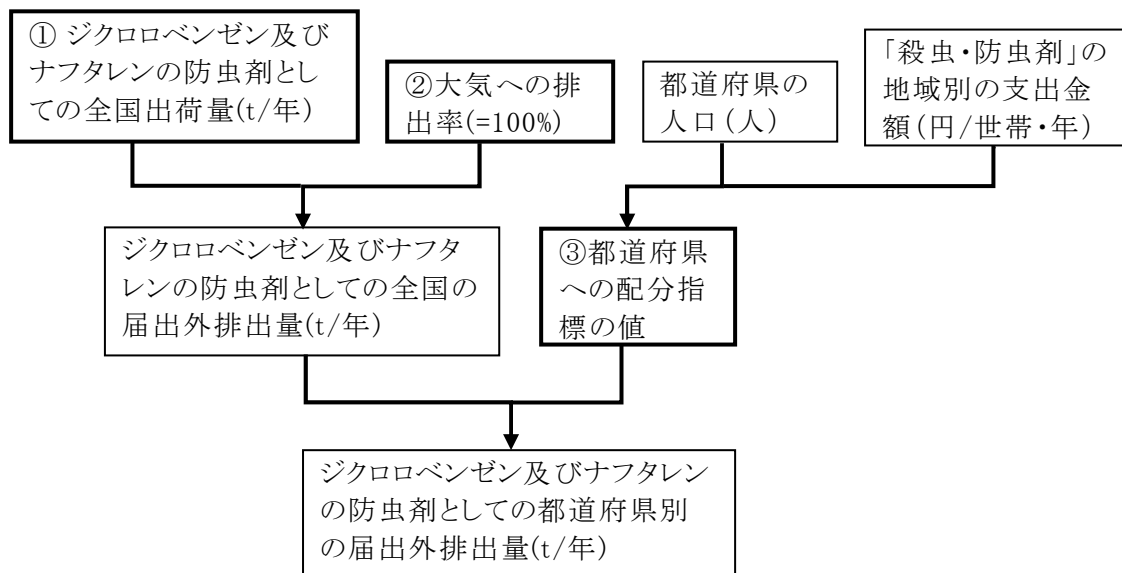 ① ジクロロベンゼン及び
ナフタレンの防虫剤とし
ての全国出荷量(t/年)
②大気への排
出率(=100%)
都道府県の
人口(人)
「殺虫・防虫剤」の
地域別の支出金
額(円/世帯・年)
ジクロロベンゼン及びナフタ
レンの防虫剤としての全国の
届出外排出量(t/年)
③都道府県
への配分指
標の値
ジクロロベンゼン及びナフタレン
の防虫剤としての都道府県別
の届出外排出量(t/年)